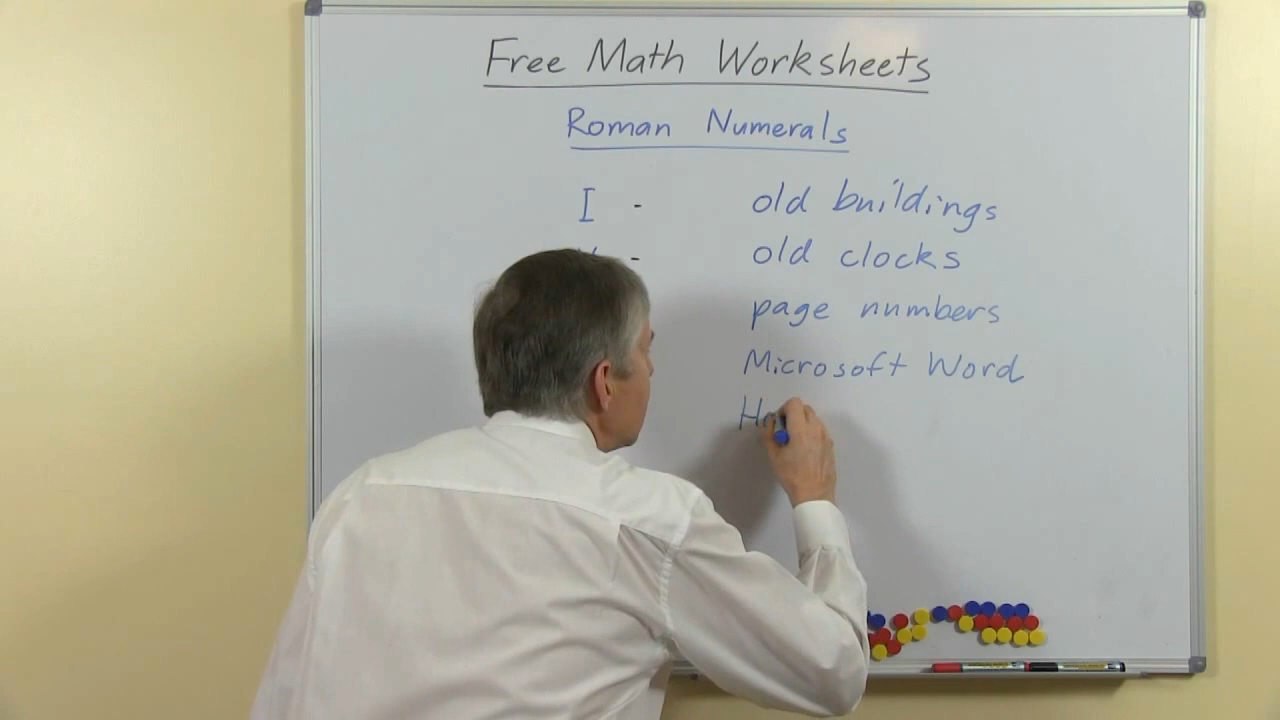 Free Math Worksheets
Roman Numerals
I - old buildings
- old clocks
page numbers
Microsoft Word